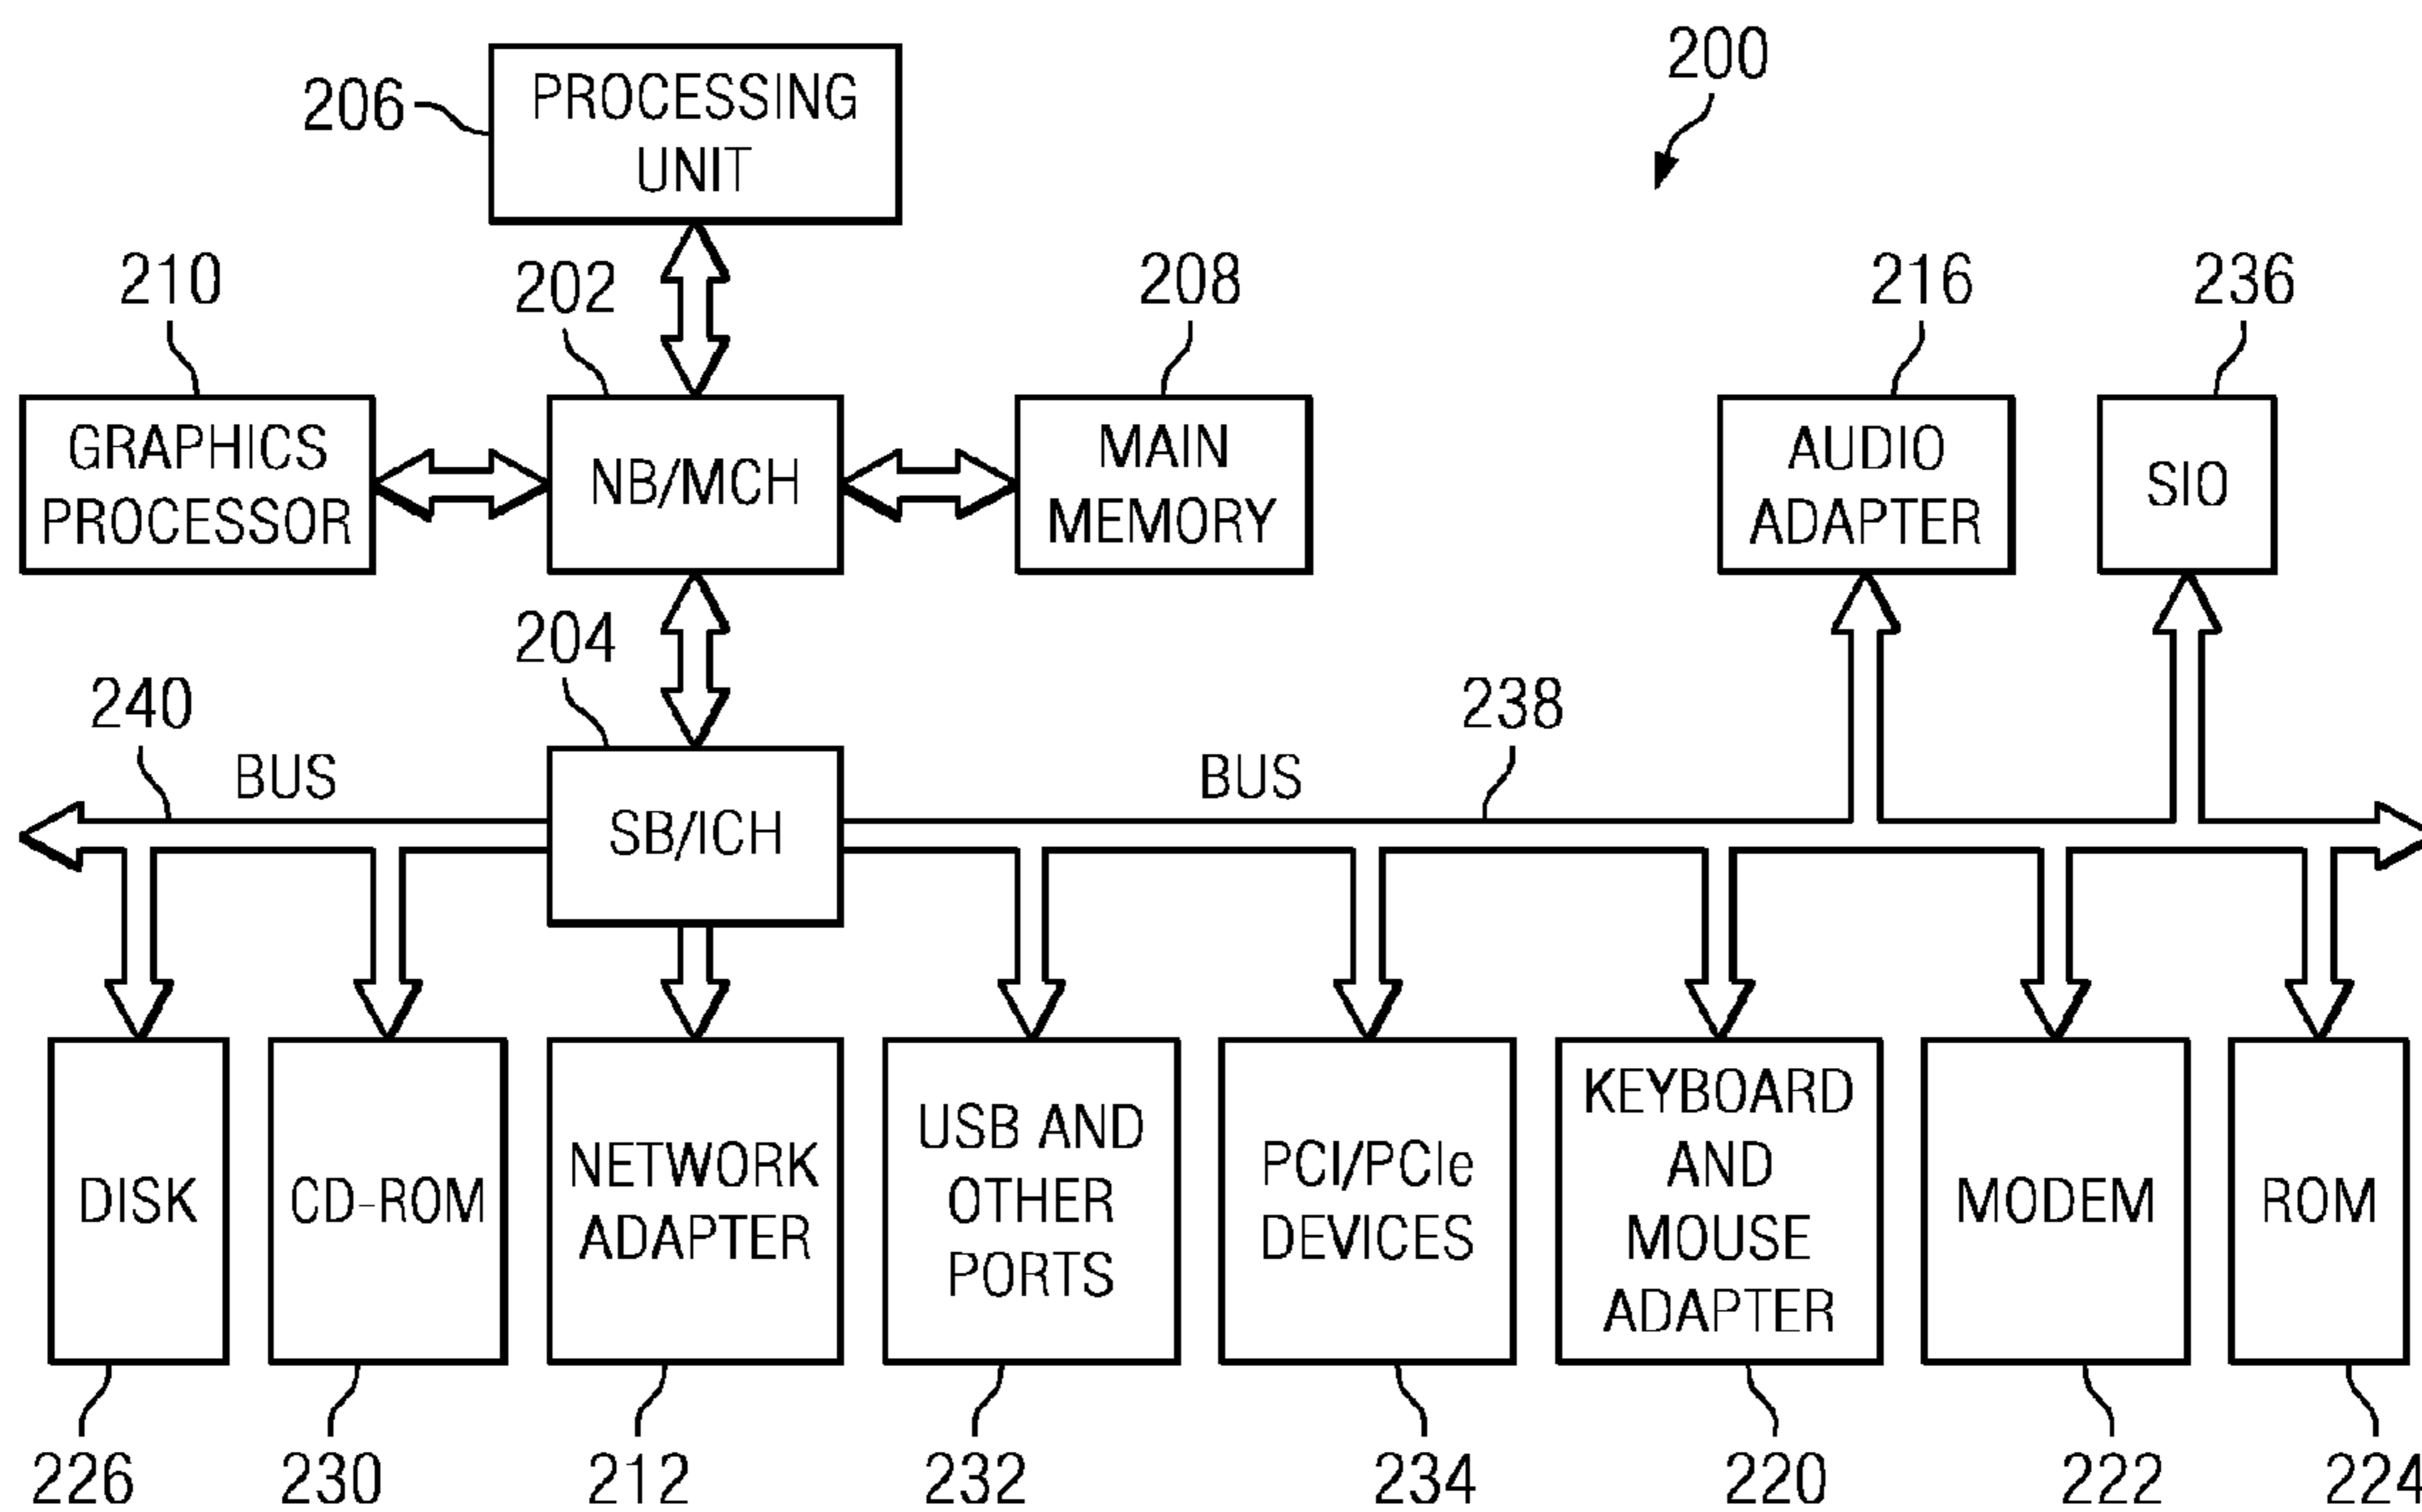 200
206
PROCESSING
UNIT
210
202
208
216
236
GRAPHICS
PROCESSOR
NB/MCH
MAIN
MEMORY
AUDIO
ADAPTER
SIO
204
240
BUS
238
BUS
SB/ICH
DISK
CD-ROM
NETWORK
ADAPTER
USB AND
OTHER
PORTS
PCI/PCIe
DEVICES
KEYBOARD
AND
MOUSE
ADAPTER
MODEM
ROM
226
230
212
232
234
220
222
224